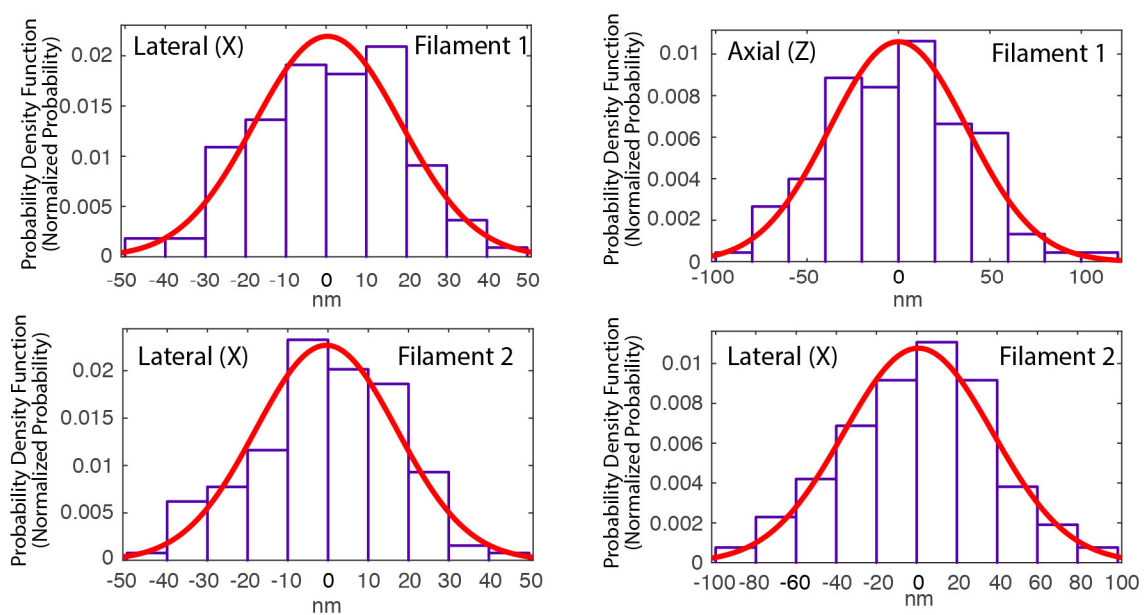 Probability Density Function
(Normalized Probability)
Lateral (X) Filament 1
0.02
0.015
0.01
0.005
0
-50 -40 -30 -20 -10 0 10 20 30 40 50
nm
Probability Density Function
(Normalized Probability)
Axial (Z) Filament 1
0.01
0.008
0.006
0.004
0.002
0
-100 -50 0 50 100
nm
Probability Density Function
(Normalized Probability)
Lateral (X) Filament 2
0.02
0.015
0.01
0.005
0
-50 -40 -30 -20 -10 0 10 20 30 40 50
nm
Probability Density Function
(Normalized Probability)
Lateral (X) Filament 2
0.01
0.008
0.006
0.004
0.002
0
-100 -80 -60 -40 -20 0 20 40 60 80 100
nm